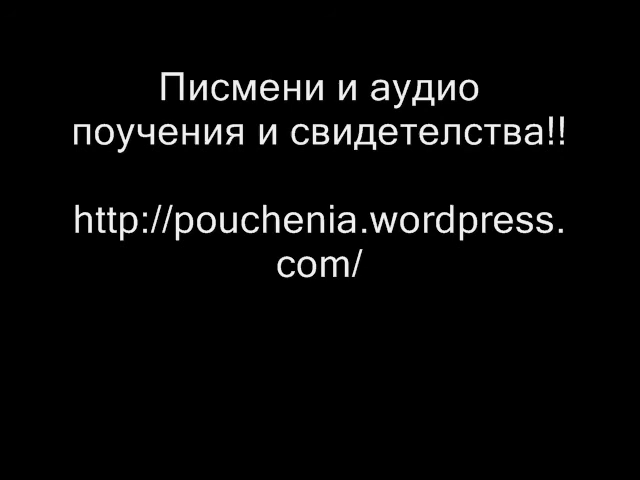 Писмени и аудио
поучения и свидетелства!!
http://pouchenia.wordpress.
com/